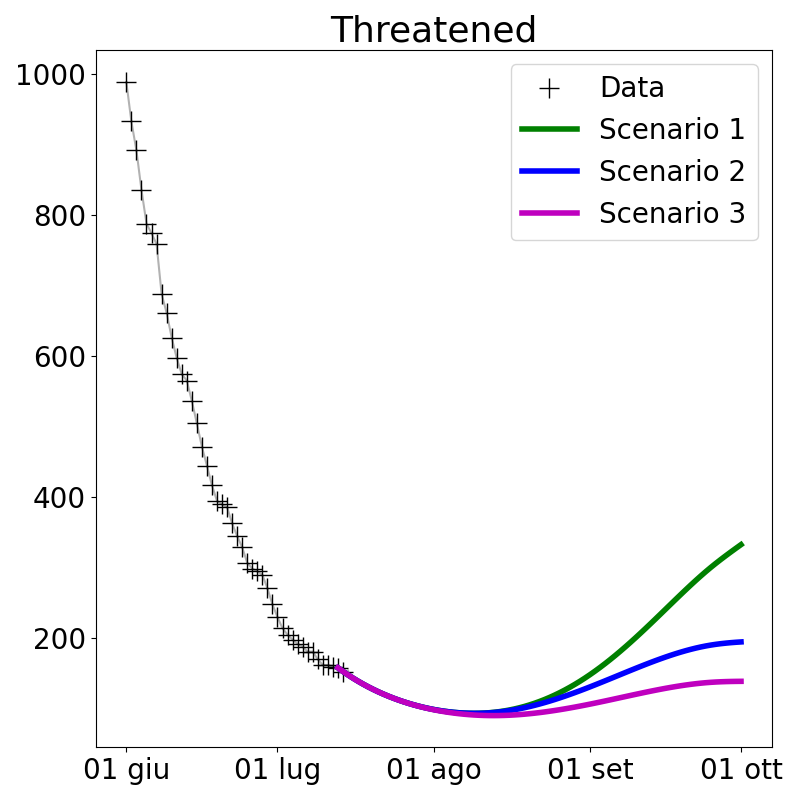 Threatened
1000
800
600
400
200
Data
Scenario 1
Scenario 2
Scenario 3
01 giu 01 lug 01 ago 01 set 01 ott